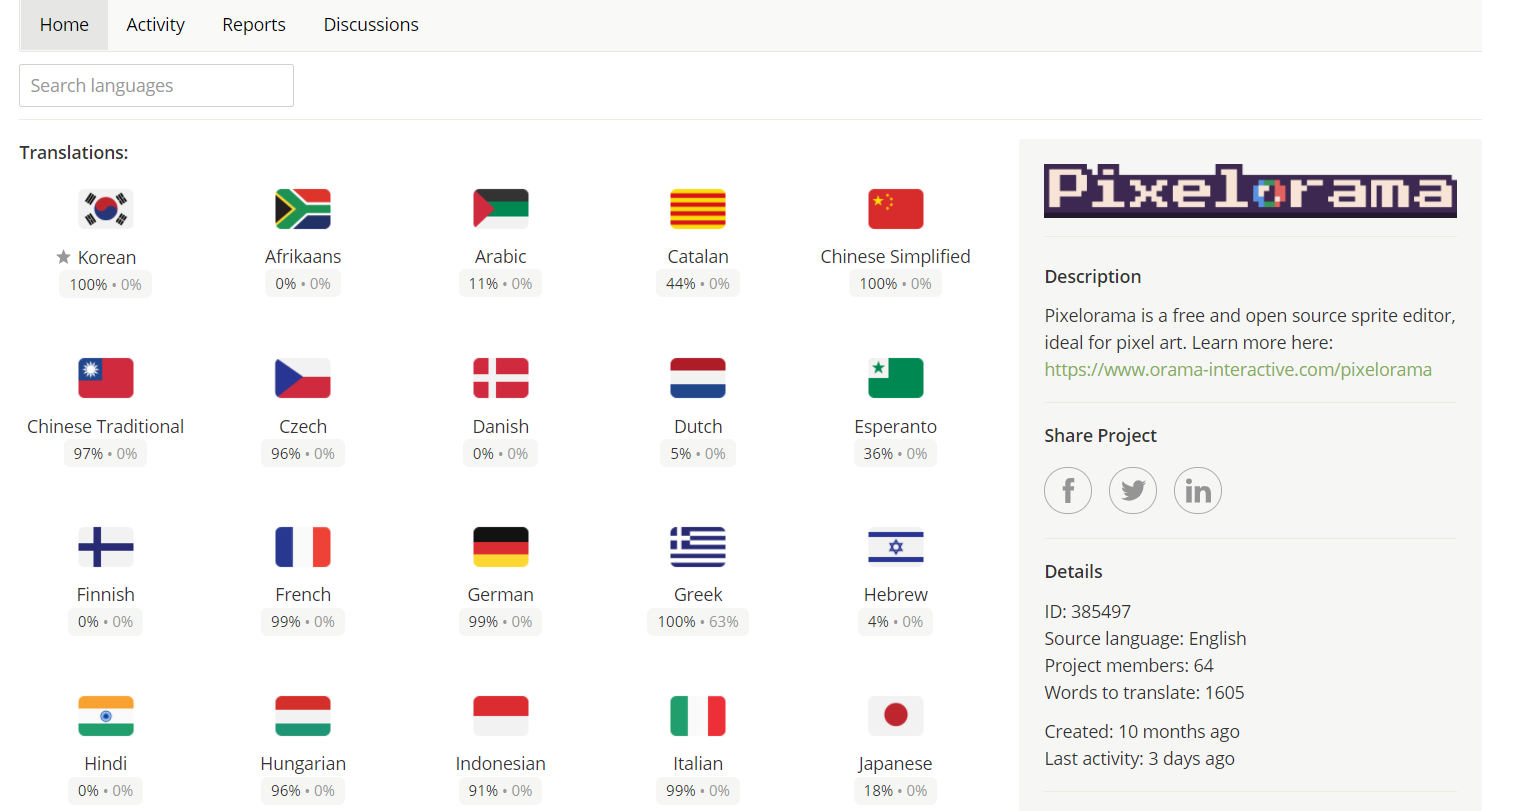 Home Activity Reports Discussions
Search languages
Translations:
★ Korean Afrikaans Arabic Catalan Chinese Simplified
100% • 0% 0% • 0% 11% • 0% 44% • 0% 100% • 0%
Chinese Traditional Czech Danish Dutch Esperanto
97% • 0% 96% • 0% 0% • 0% 5% • 0% 36% • 0%
Finnish French German Greek Hebrew
0% • 0% 99% • 0% 99% • 0% 100% • 63% 4% • 0%
Hindi Hungarian Indonesian Italian Japanese
0% • 0% 96% • 0% 91% • 0% 99% • 0% 18% • 0%
Pixelorama
Description
Pixelorama is a free and open source sprite editor,
ideal for pixel art. Learn more here:
https://www.orama-interactive.com/pixelorama
Share Project
f in
Details
ID: 385497
Source language: English
Project members: 64
Words to translate: 1605
Created: 10 months ago
Last activity: 3 days ago